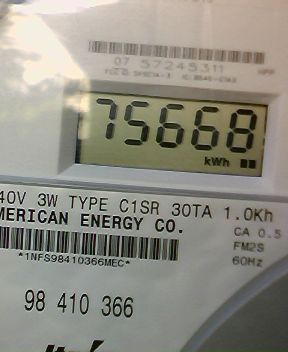 07 57245311
75668
kWh
40V 3W TYPE C1SR 30TA 1.0Kh
MERICAN ENERGY CO.
CA 0.5
FM2S
*1NFS98410366MEC*
60Hz
98 410 366